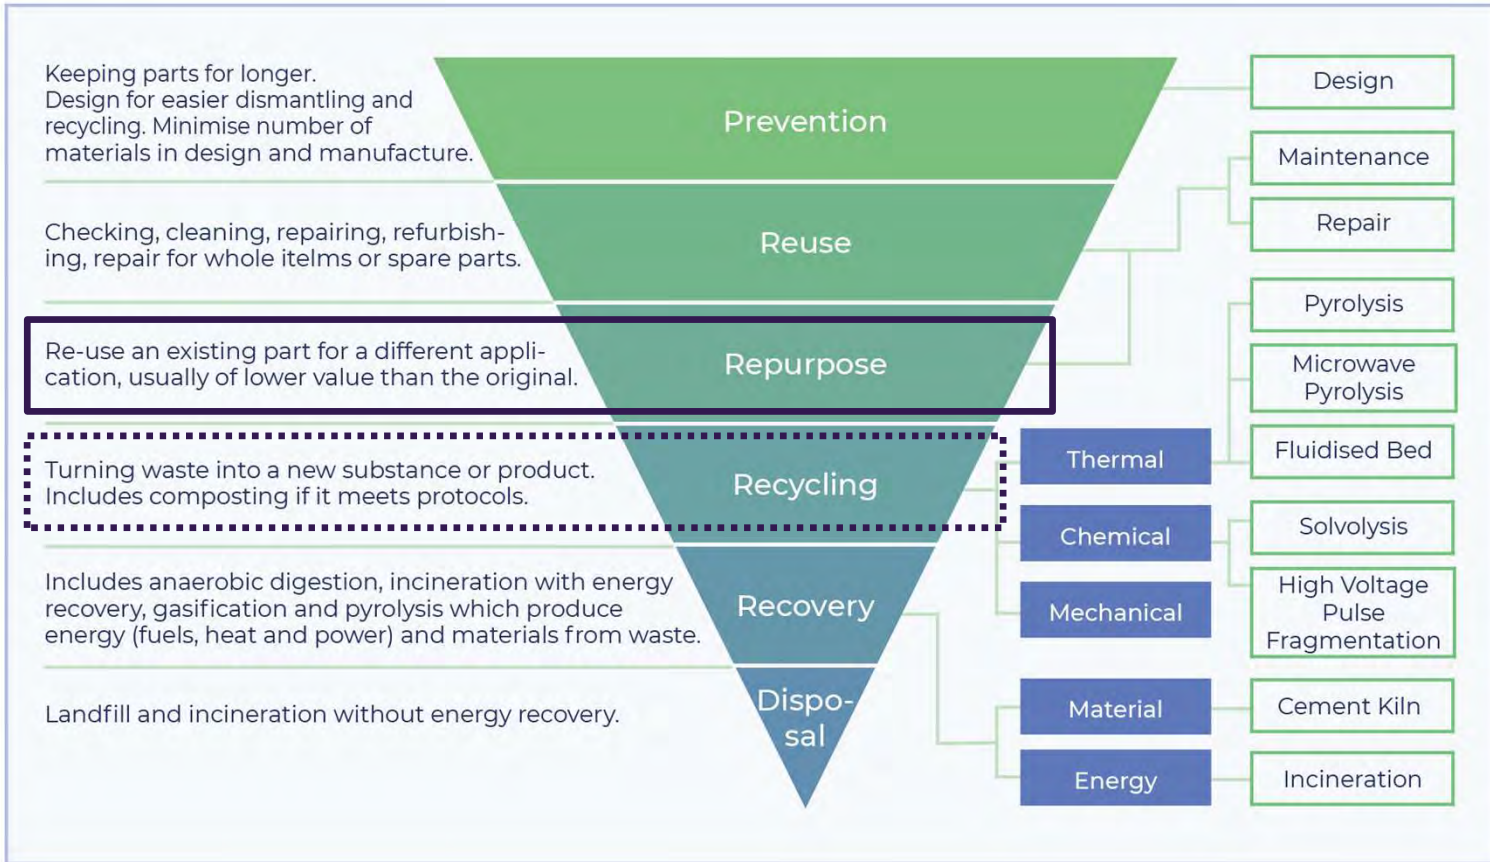 Keeping parts for longer.
Design for easier dismantling and
recycling. Minimise number of
materials in design and manufacture.
Prevention
Design
Maintenance
Checking, cleaning, repairing, refurbish-
ing, repair for whole itelms or spare parts.
Reuse
Repair
Re-use an existing part for a different appli-
cation, usually of lower value than the original.
Repurpose
Pyrolysis
Microwave
Pyrolysis
Turning waste into a new substance or product.
Includes composting if it meets protocols.
Recycling
Thermal
Fluidised Bed
Chemical
Solvolysis
Mechanical
High Voltage
Pulse
Fragmentation
Includes anaerobic digestion, incineration with energy
recovery, gasification and pyrolysis which produce
energy (fuels, heat and power) and materials from waste.
Recovery
Material
Cement Kiln
Energy
Incineration
Landfill and incineration without energy recovery.
Dispo-
sal